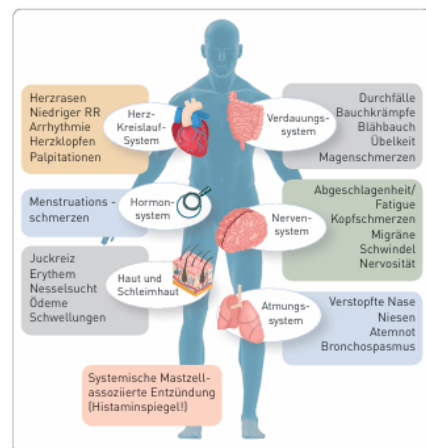 Herzrasen
Niedriger RR
Arrhythmie
Herzklopfen
Palpitationen
Herz-
Kreislauf-
System
Verdauungs-
system
Durchfälle
Bauchkrämpfe
Blähbauch
Übelkeit
Magenschmerzen
Menstruations -
schmerzen
Hormon-
system
Nerven-
system
Abgeschlagenheit/
Fatigue
Kopfschmerzen
Migräne
Schwindel
Nervosität
Juckreiz
Erythem
Nesselsucht
Ödeme
Schwellungen
Haut und
Schleimhaut
Atmungs-
system
Verstopfte Nase
Niesen
Atemnot
Bronchospasmus
Systemische Mastzell-
assoziierte Entzündung
(Histaminspiegel!)